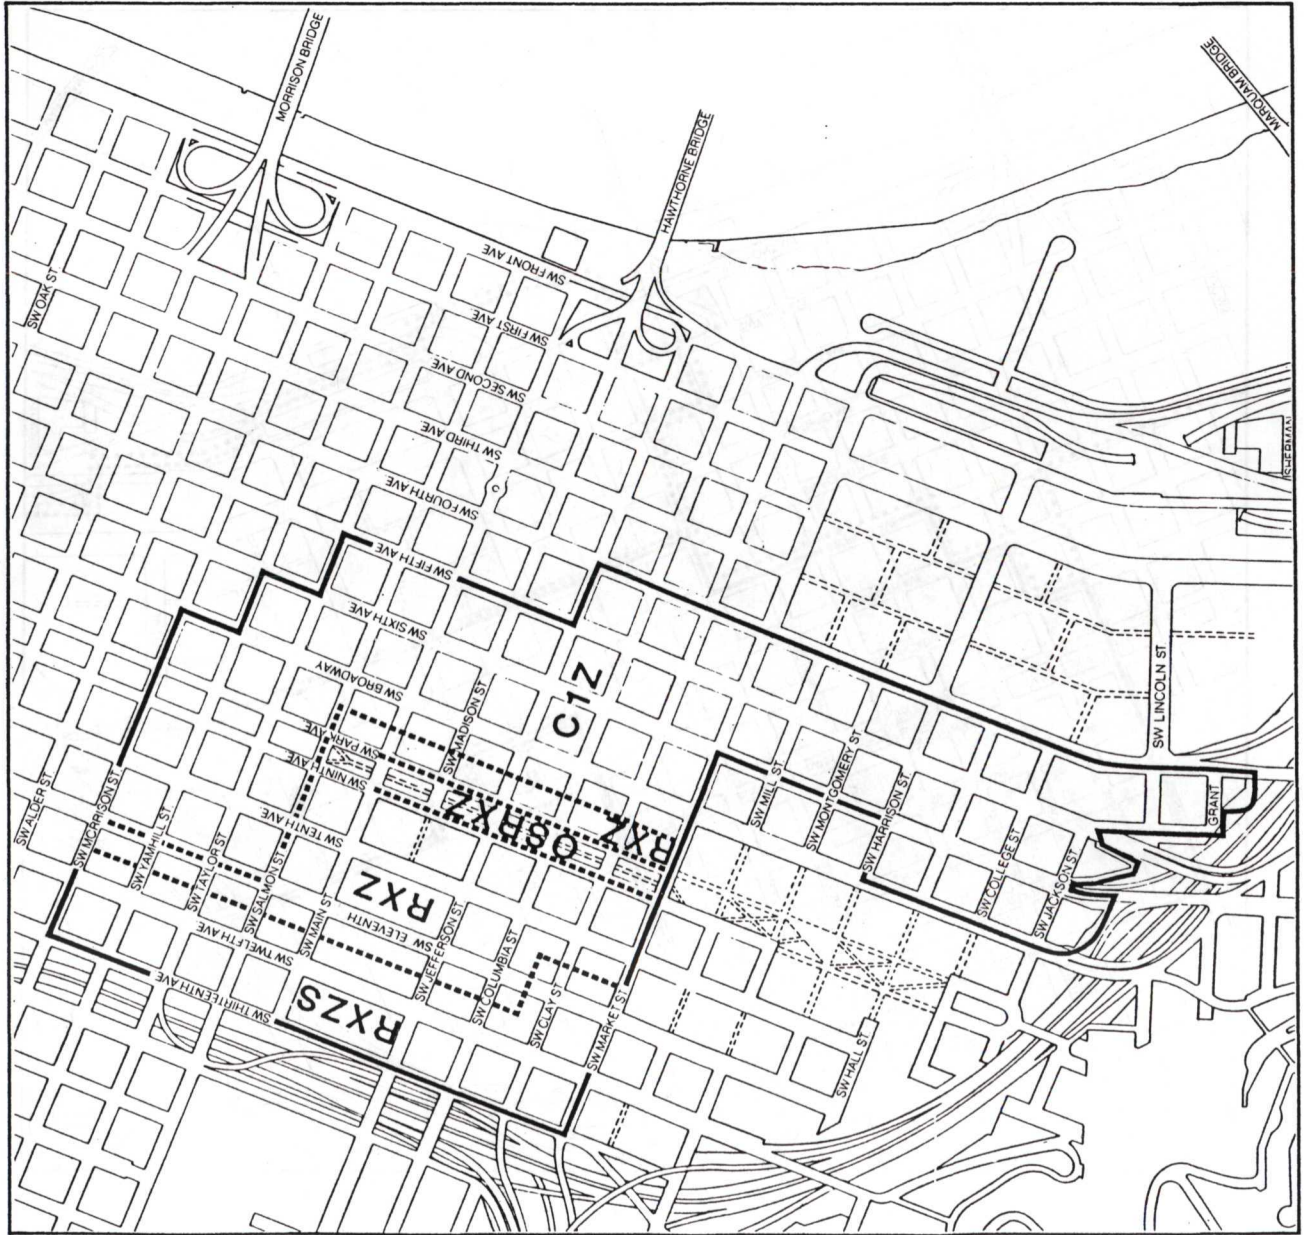 MORRISON BRIDGE
MARQUAM BRIDGE
HAWTHORNE BRIDGE
SW OAK ST
SW FRONT AVE
SW FIRST AVE
SW SECOND AVE
SW THIRD AVE
SW FOURTH AVE
SW FIFTH AVE
SW SIXTH AVE
SW BROADWAY
SW PARK AVE
SW NINTH AVE
SW TENTH AVE
SW ELEVENTH AVE
SW TWELFTH AVE
SW THIRTEENTH AVE
SW ALDER ST
SW MORRISON ST
SW YAMHILL ST.
SW TAYLOR ST
SW SALMON ST
SW MAIN ST
SW MADISON ST
SW JEFFERSON ST
SW COLUMBIA ST
SW CLAY ST
SW MARKET ST
SW MILL ST
SW MONTGOMERY ST
SW HARRISON ST
SW HALL ST
SW COLLEGE ST
SW JACKSON ST
SW LINCOLN ST
GRANT
SHERMAN
C1Z
OSRXZ
RXZ
RXZ
RXZS